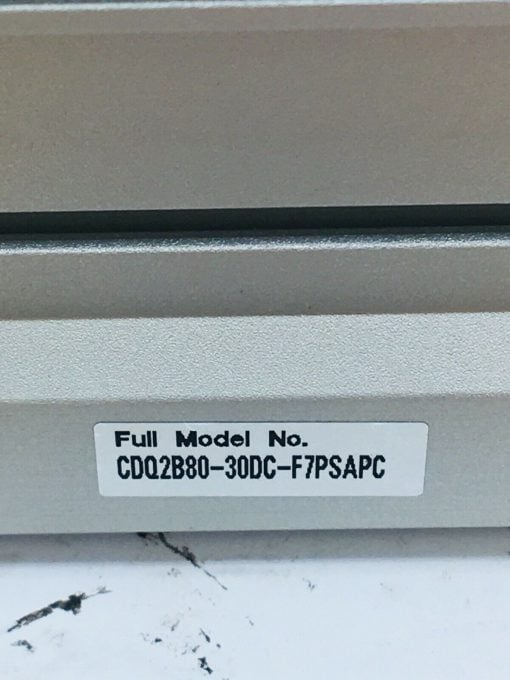 Full Model No.
CDQ2B80-30DC-F7PSAPC